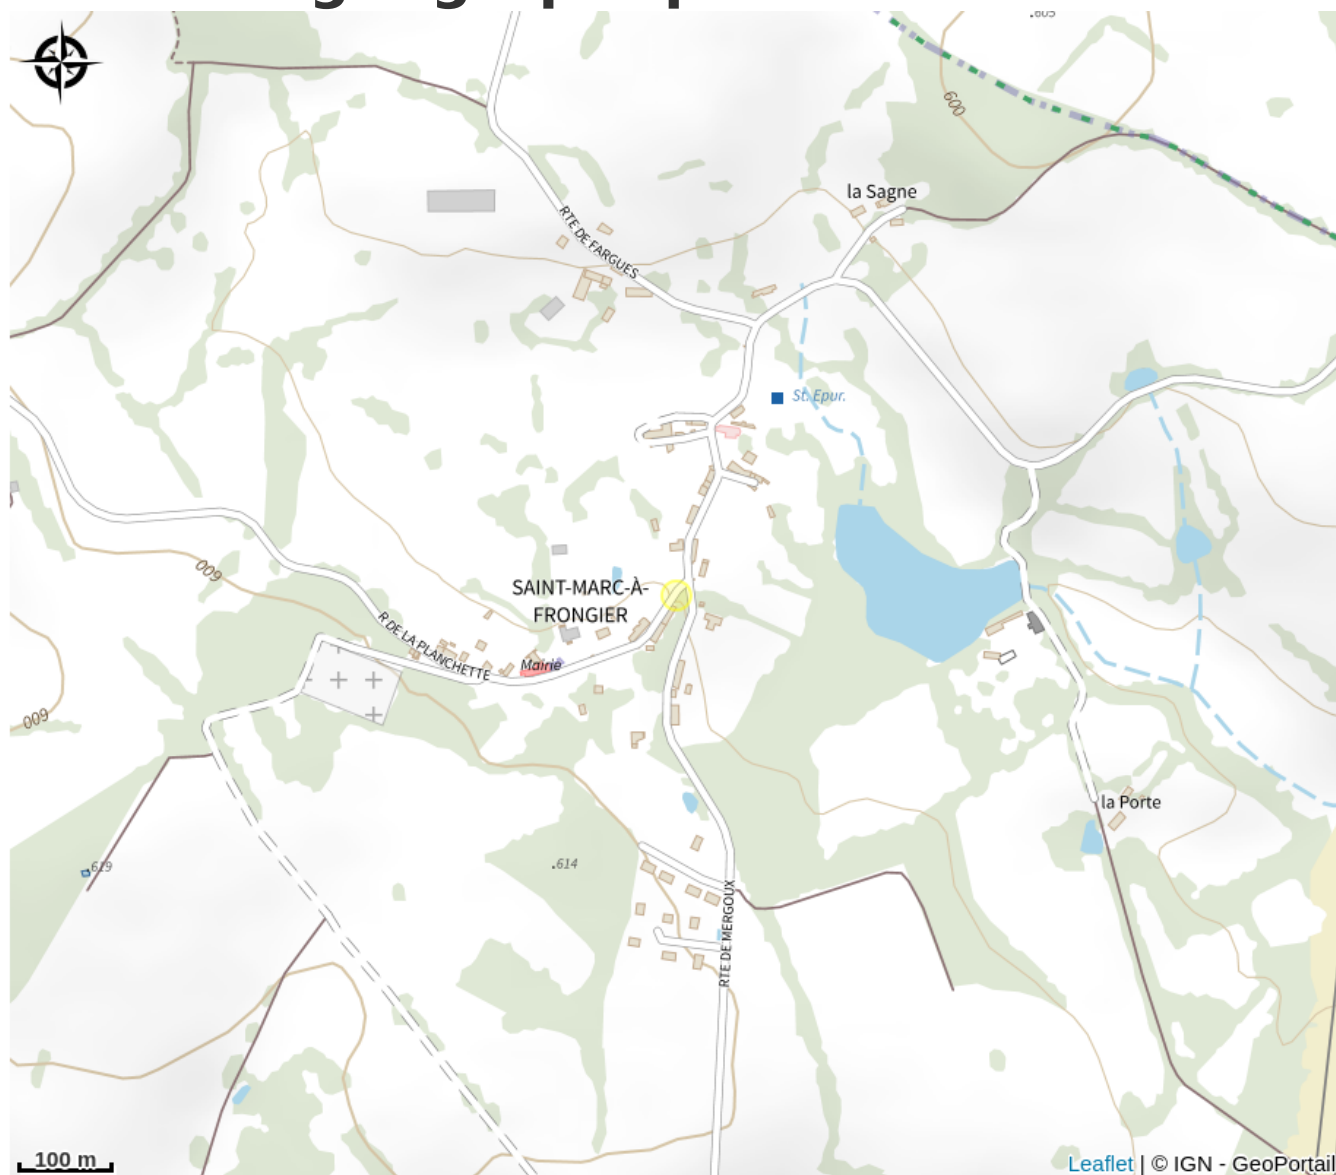 .605
600
la Sagne
RTE DE FARGUES
St. Epur.
600
SAINT-MARC-À-
FRONGIER
R DE LA PLANCHETTE
Mairie
600
la Porte
.619
.614
RTE DE MERGOUX
100 m
Leaflet | © IGN - GeoPortail